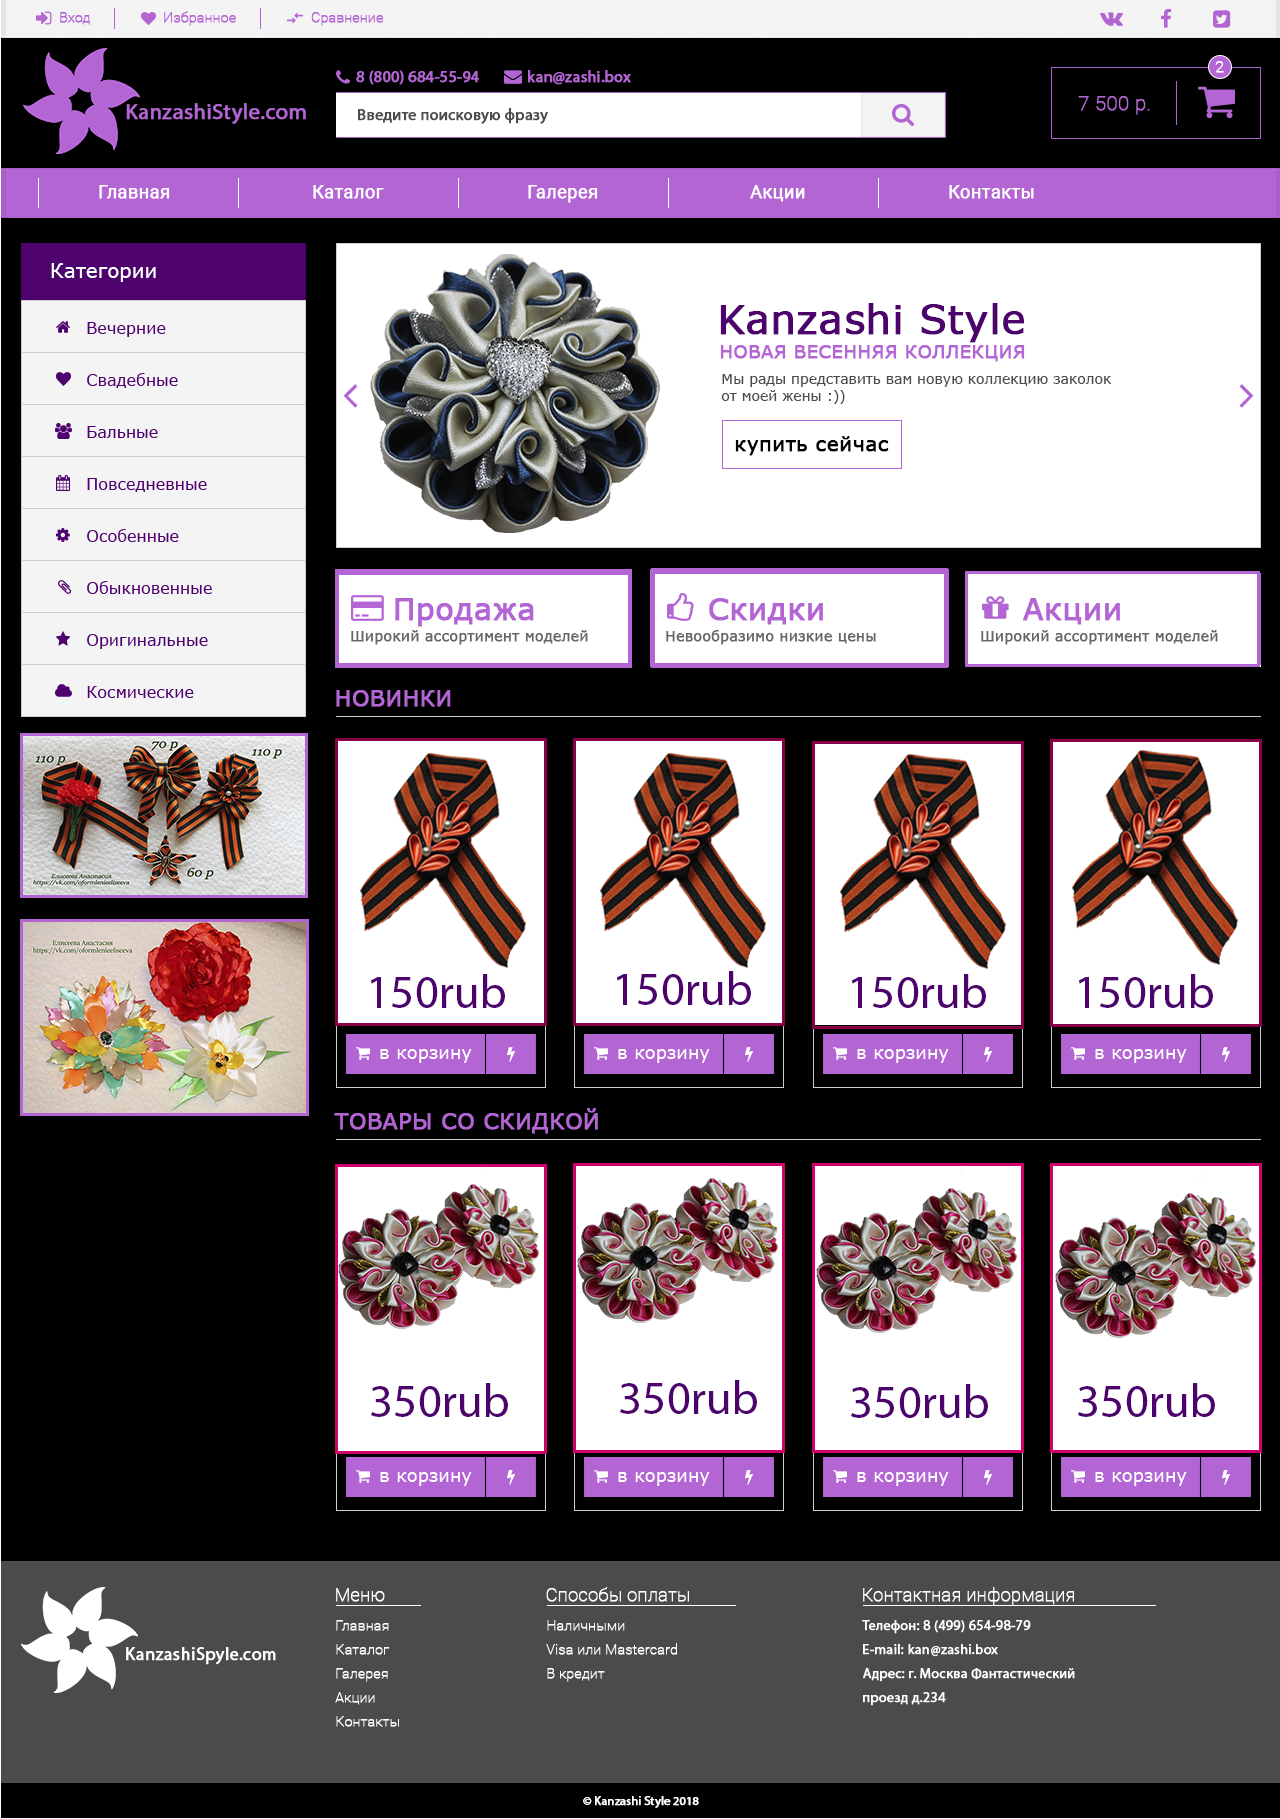 Вход
Избранное
Сравнение
KanzashiStyle.com
8 (800) 684-55-94
kan@zashi.box
Введите поисковую фразу
2
7 500 р.
Главная
Каталог
Галерея
Акции
Контакты
Категории
Вечерние
Свадебные
Бальные
Повседневные
Особенные
Обыкновенные
Оригинальные
Космические
Kanzashi Style
НОВАЯ ВЕСЕННЯЯ КОЛЛЕКЦИЯ
Мы рады представить вам новую коллекцию заколок
от моей жены :))
купить сейчас
Продажа
Широкий ассортимент моделей
Скидки
Невообразимо низкие цены
Акции
Широкий ассортимент моделей
110 р
70 р
110 р
60 р
Елисеева Анастасия
https://vk.com/oformlenieeliseeva
Елисеева Анастасия
https://vk.com/oformlenieeliseeva
НОВИНКИ
150rub
150rub
150rub
150rub
в корзину
в корзину
в корзину
в корзину
ТОВАРЫ СО СКИДКОЙ
350rub
350rub
350rub
350rub
в корзину
в корзину
в корзину
в корзину
KanzashiSpyle.com
Меню
Главная
Каталог
Галерея
Акции
Контакты
Способы оплаты
Наличными
Visa или Mastercard
В кредит
Контактная информация
Телефон: 8 (499) 654-98-79
E-mail: kan@zashi.box
Адрес: г. Москва Фантастический
проезд д.234
© Kanzashi Style 2018